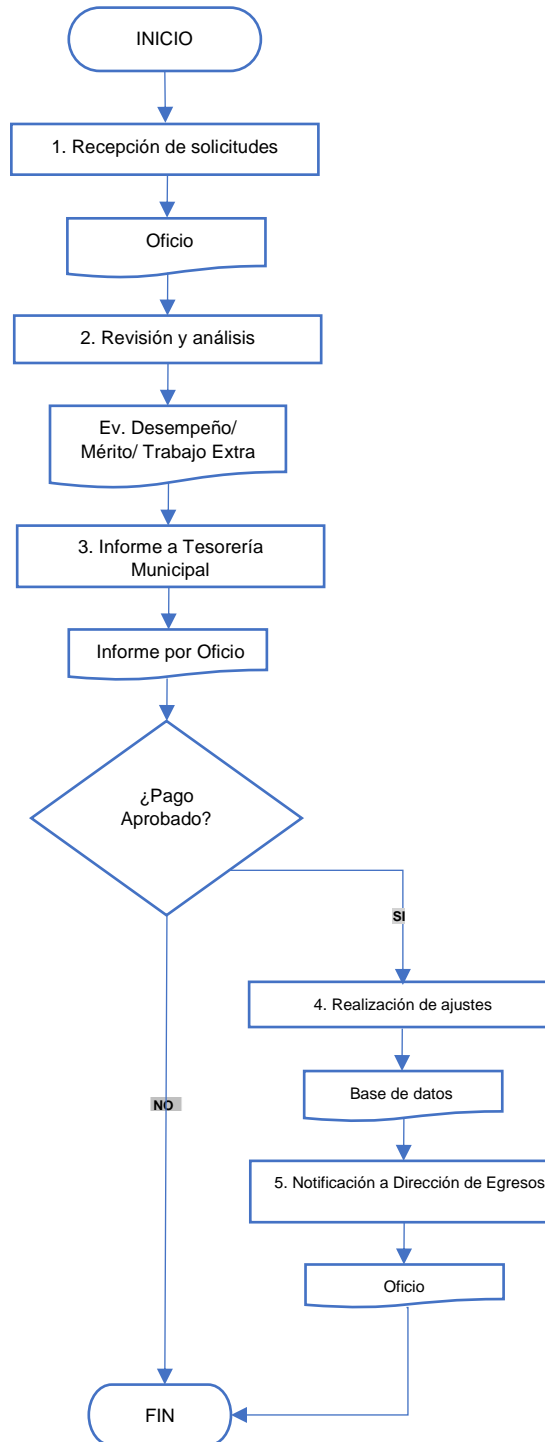 INICIO
1. Recepción de solicitudes
Oficio
2. Revisión y análisis
Ev. Desempeño/
Mérito/ Trabajo Extra
3. Informe a Tesorería
Municipal
Informe por Oficio
¿Pago
Aprobado?
SI
4. Realización de ajustes
Base de datos
NO
5. Notificación a Dirección de Egresos
Oficio
FIN